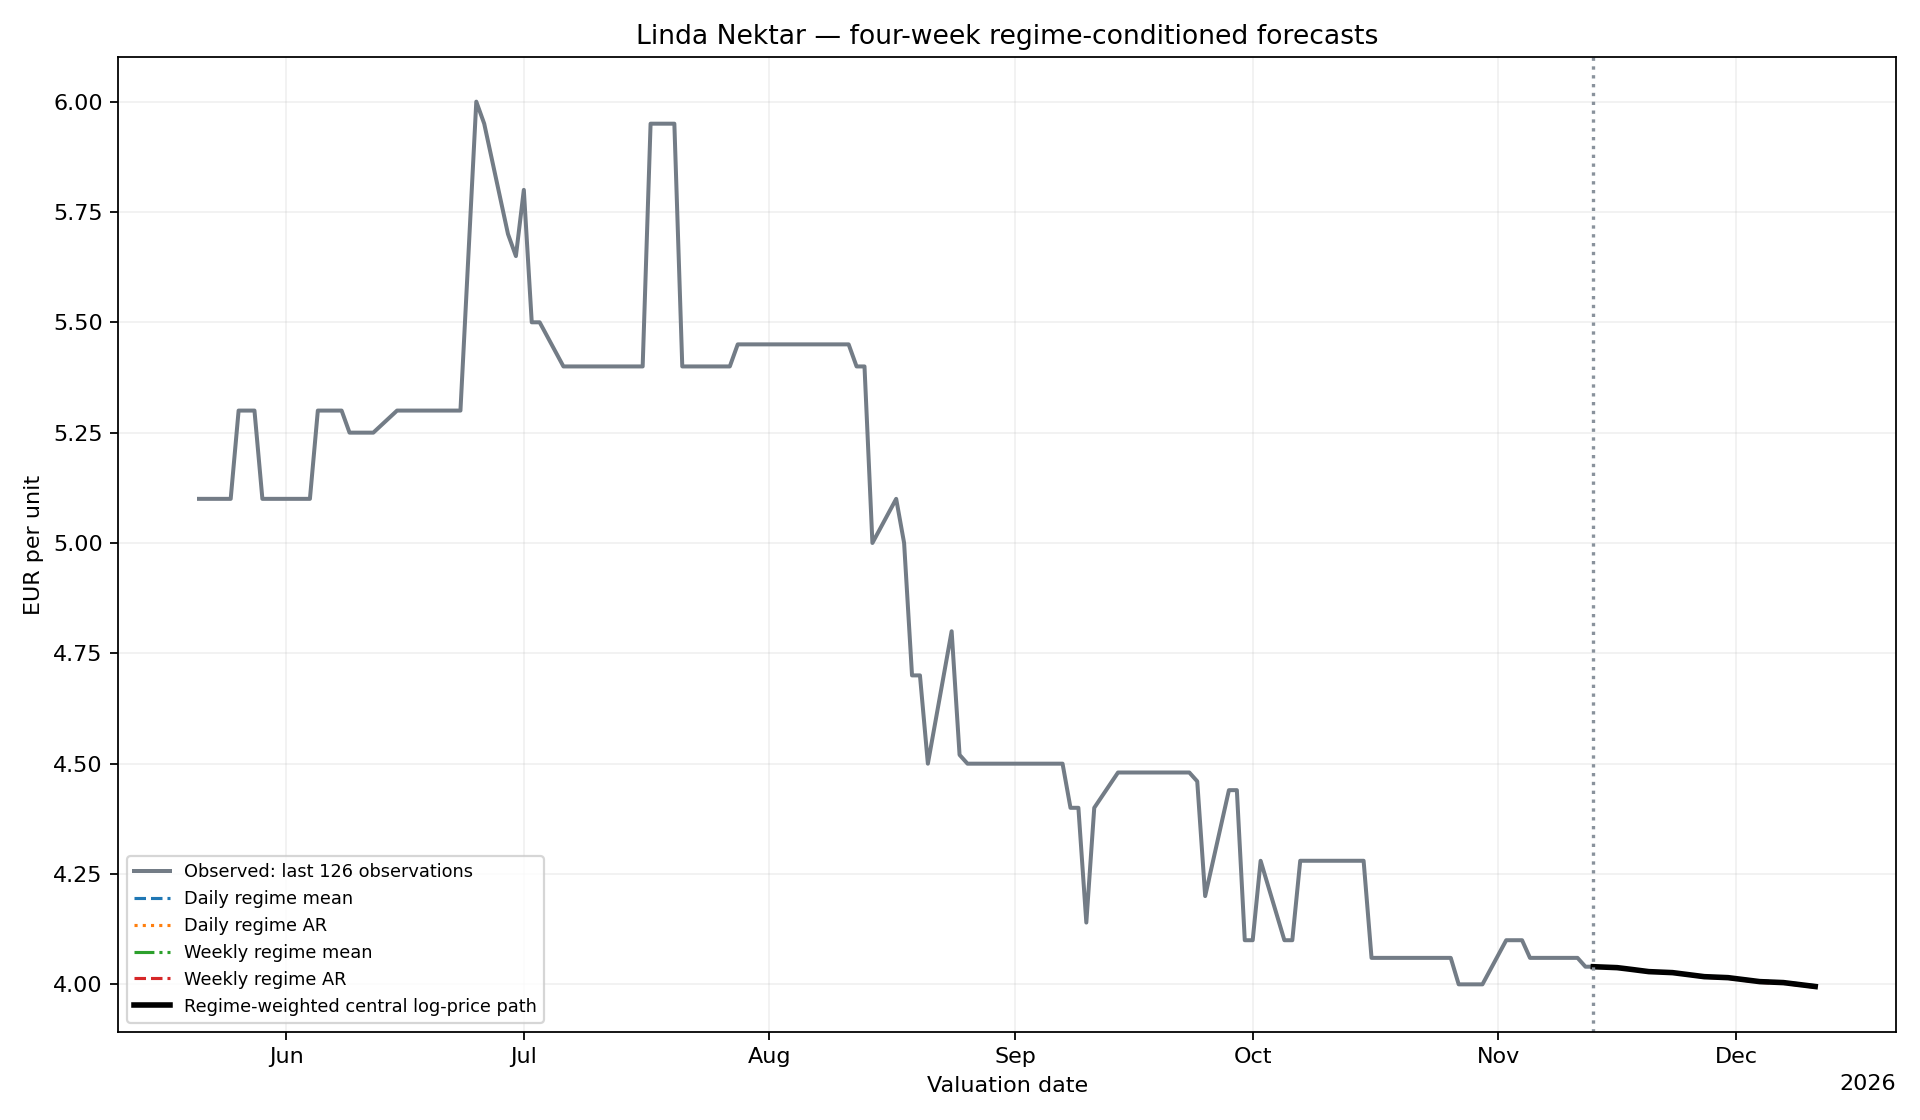 Linda Nektar — four-week regime-conditioned forecasts
EUR per unit
6.00
5.75
5.50
5.25
5.00
4.75
4.50
4.25
4.00
Observed: last 126 observations
Daily regime mean
Daily regime AR
Weekly regime mean
Weekly regime AR
Regime-weighted central log-price path
Jun Jul Aug Sep Oct Nov Dec
Valuation date
2026